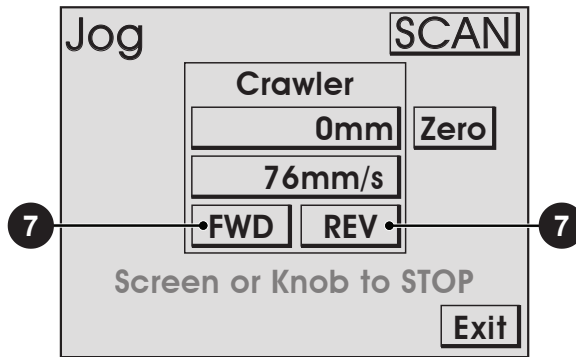 Jog SCAN
Crawler
0mm Zero
76mm/s
7 FWD REV 7
Screen or Knob to STOP
Exit